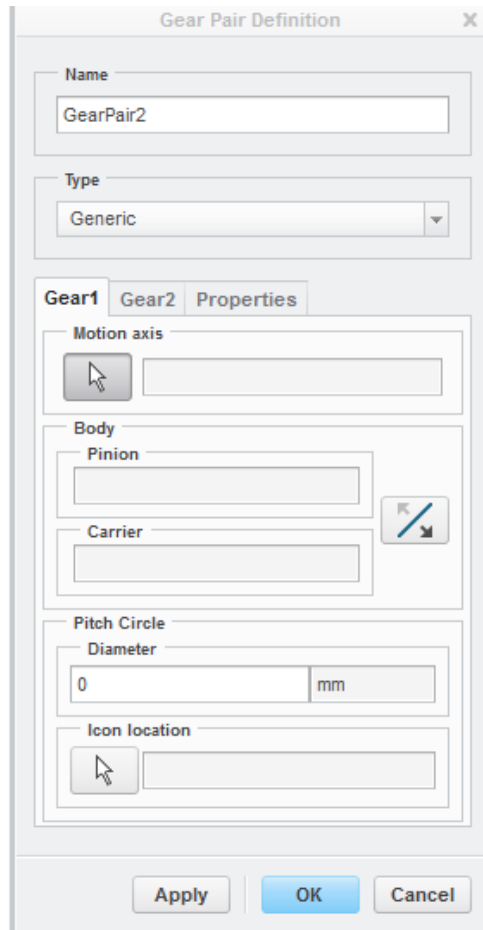 Gear Pair Definition x
Name
GearPair2
Type
Generic
Gear1 Gear2 Properties
Motion axis
Body
Pinion
Carrier
Pitch Circle
Diameter
0 mm
Icon location
Apply OK Cancel